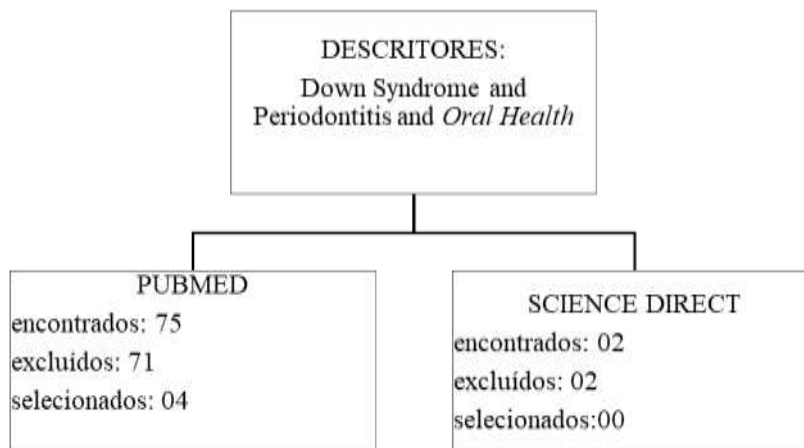 DESCRITORES:
Down Syndrome and
Periodontitis and Oral Health
PUBMED
encontrados: 75
excluídos: 71
selecionados: 04
SCIENCE DIRECT
encontrados: 02
excluídos: 02
selecionados:00